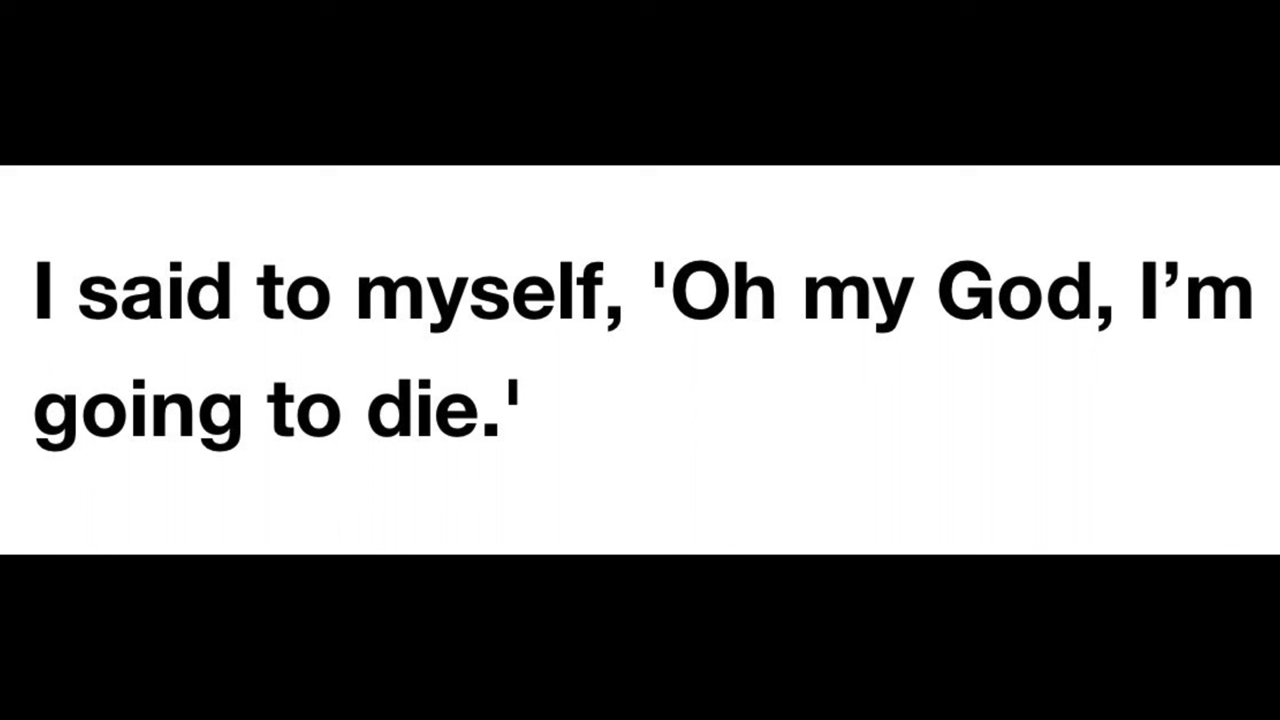 I said to myself, 'Oh my God, I’m
going to die.'